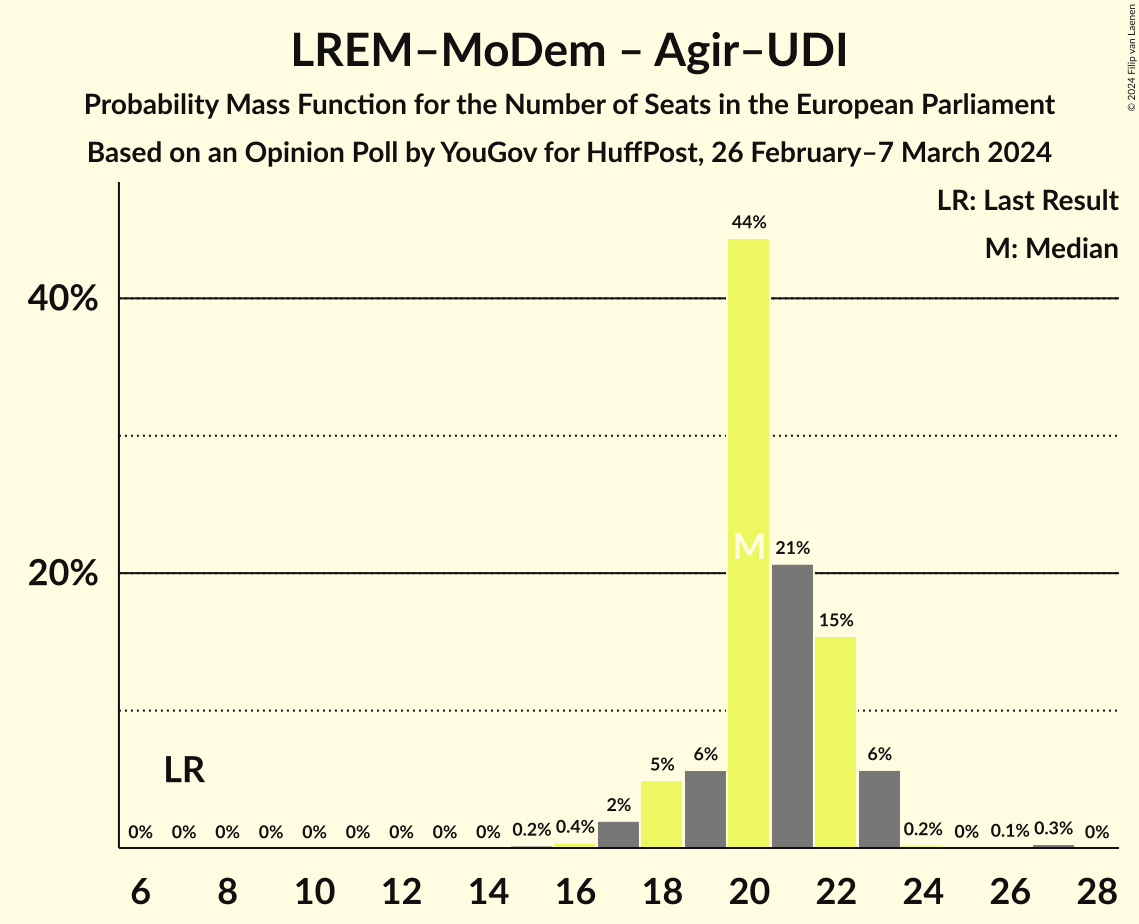 LREM–MoDem – Agir–UDI
Probability Mass Function for the Number of Seats in the European Parliament
Based on an Opinion Poll by YouGov for HuffPost, 26 February–7 March 2024
© 2024 Filip van Laenen
LR: Last Result
M: Median
44%
40%
M
21%
20%
15%
LR
5%
6%
6%
2%
0% 0% 0% 0% 0% 0% 0% 0% 0% 0.2% 0.4% 0.2% 0% 0.1% 0.3% 0%
6 8 10 12 14 16 18 20 22 24 26 28